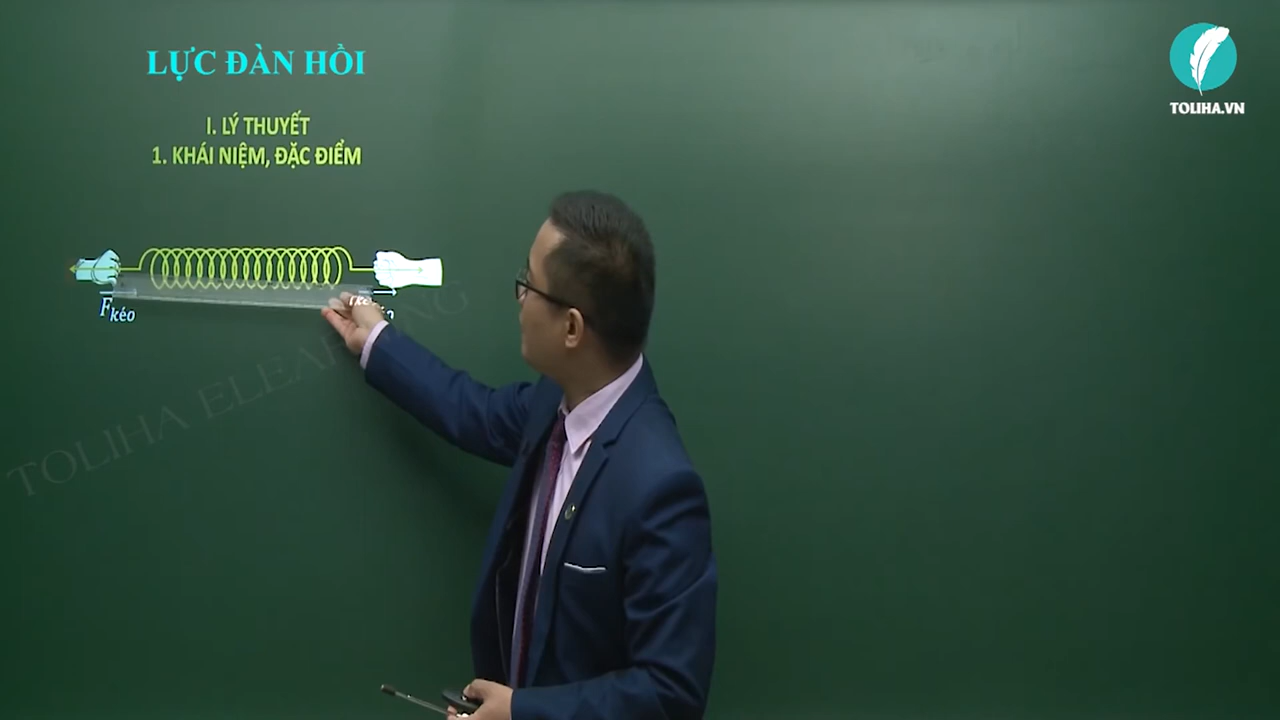 LỰC ĐÀN HỒI
TOLIHA.VN
I. LÝ THUYẾT
1. KHÁI NIỆM, ĐẶC ĐIỂM
Fkéo
TOLIHA ELEARNING